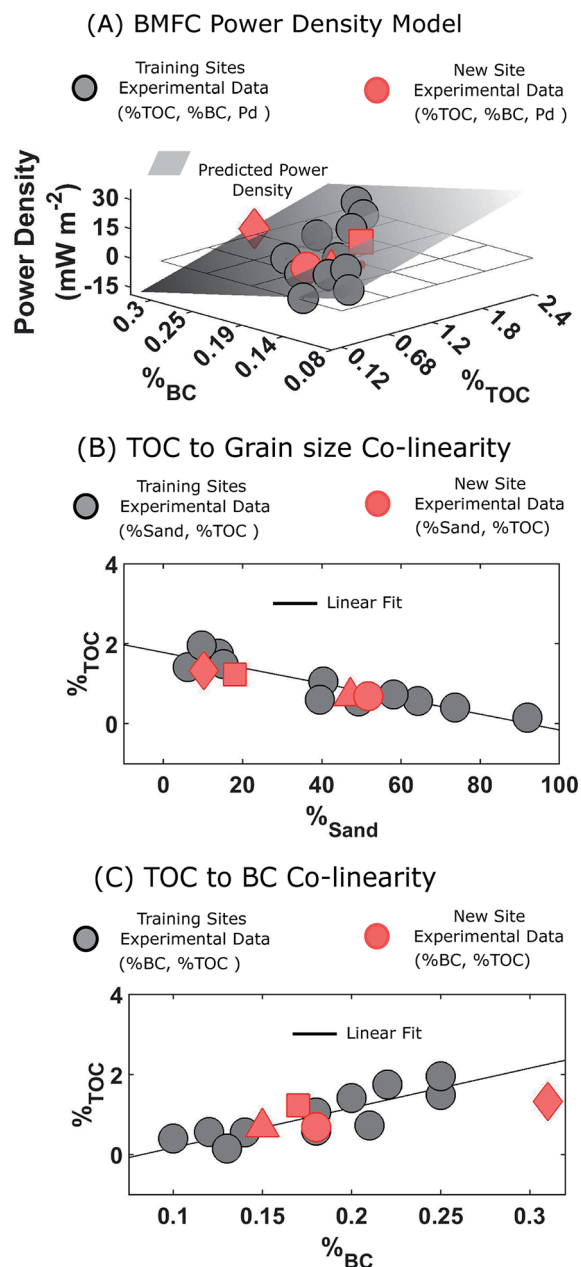 (A) BMFC Power Density Model
Training Sites
Experimental Data
(%TOC, %BC, Pd )
New Site
Experimental Data
(%TOC, %BC, Pd )
Predicted Power
Density
Power Density
(mW m-2)
30
15
0
-15
0.3
0.25
0.19
0.14
0.08
%BC
0.12
0.68
1.2
1.8
2.4
%TOC
(B) TOC to Grain size Co-linearity
Training Sites
Experimental Data
(%Sand, %TOC )
New Site
Experimental Data
(%Sand, %TOC)
Linear Fit
%TOC
4
2
0
0
20
40
60
80
100
%Sand
(C) TOC to BC Co-linearity
Training Sites
Experimental Data
(%BC, %TOC )
New Site
Experimental Data
(%BC, %TOC)
Linear Fit
%TOC
4
2
0
0.1
0.15
0.2
0.25
0.3
%BC